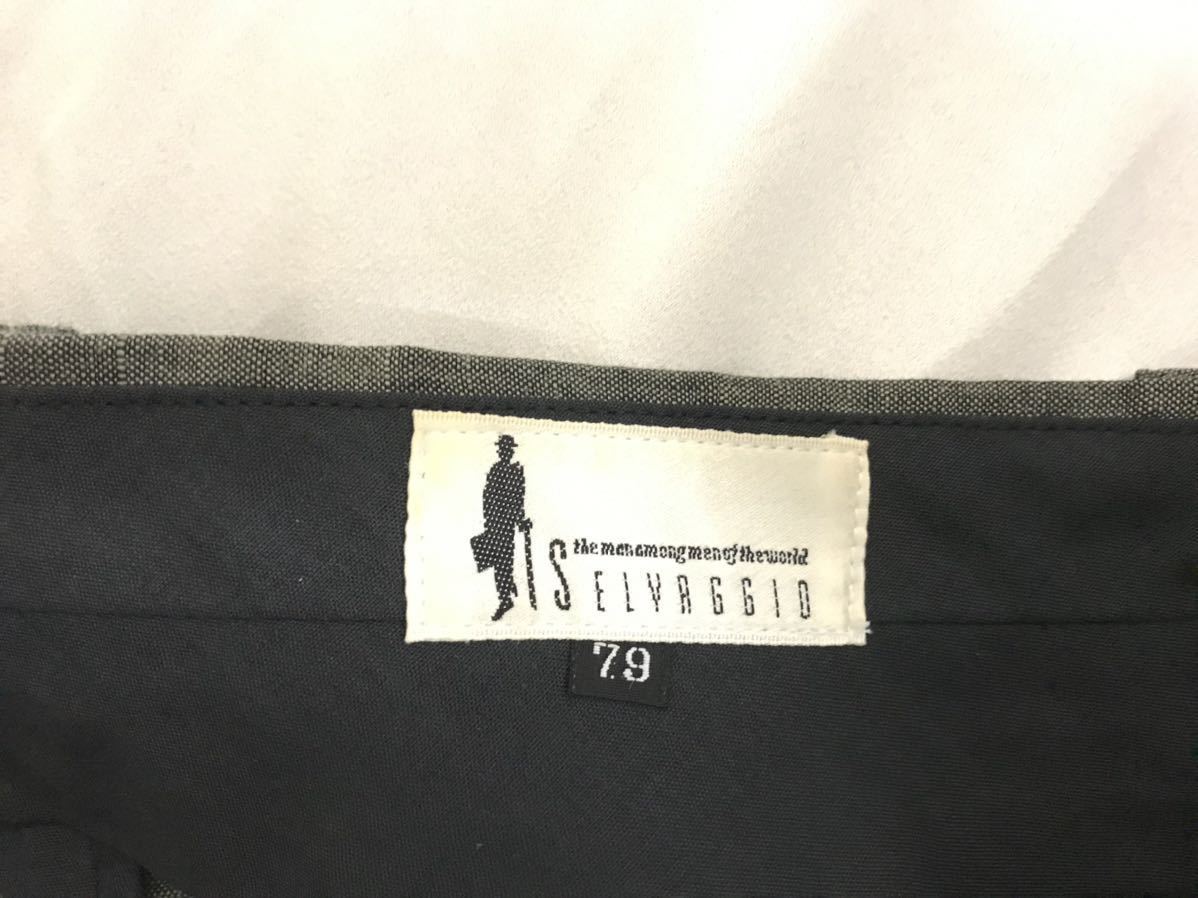 the man among men of the world
SELVAGGIO
79